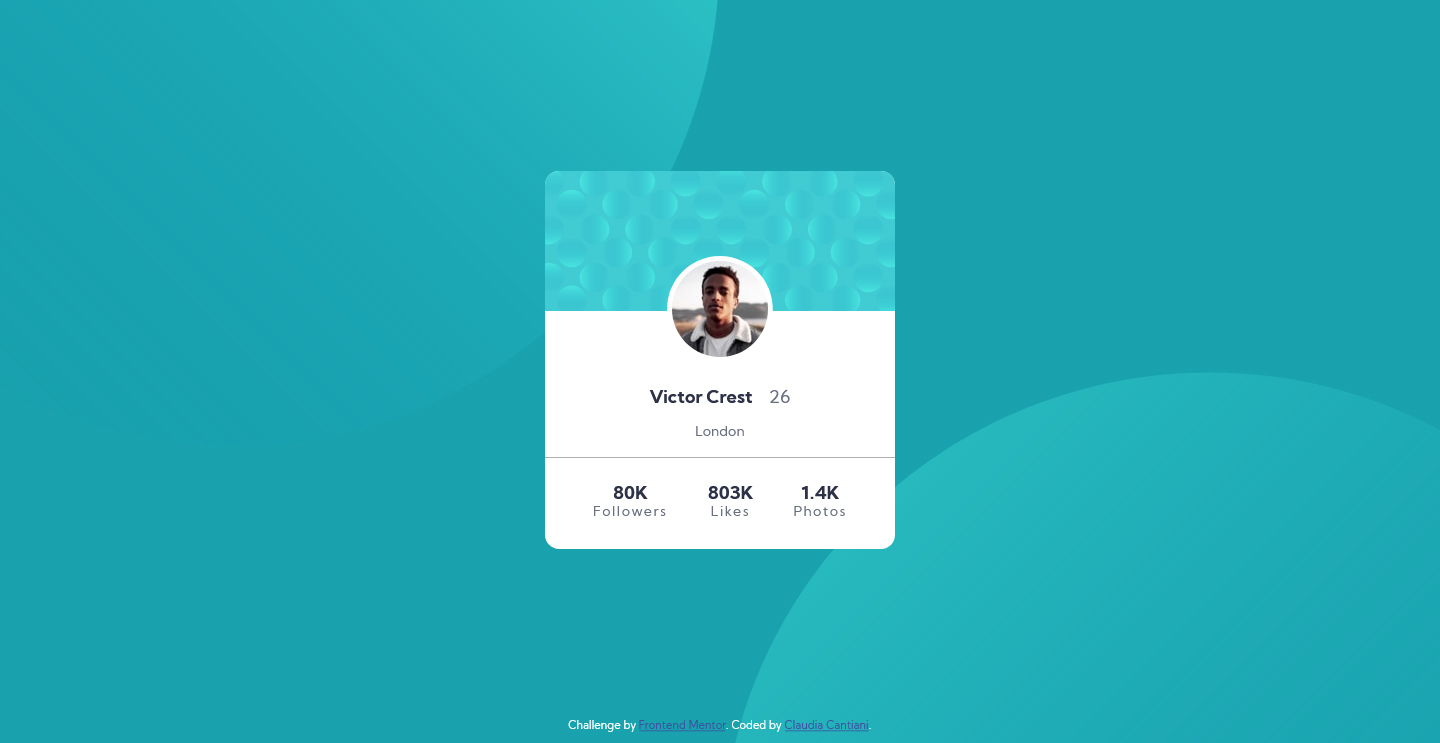 Victor Crest 26
London
80K 803K 1.4K
Followers Likes Photos
Challenge by Frontend Mentor. Coded by Claudia Cantiani.